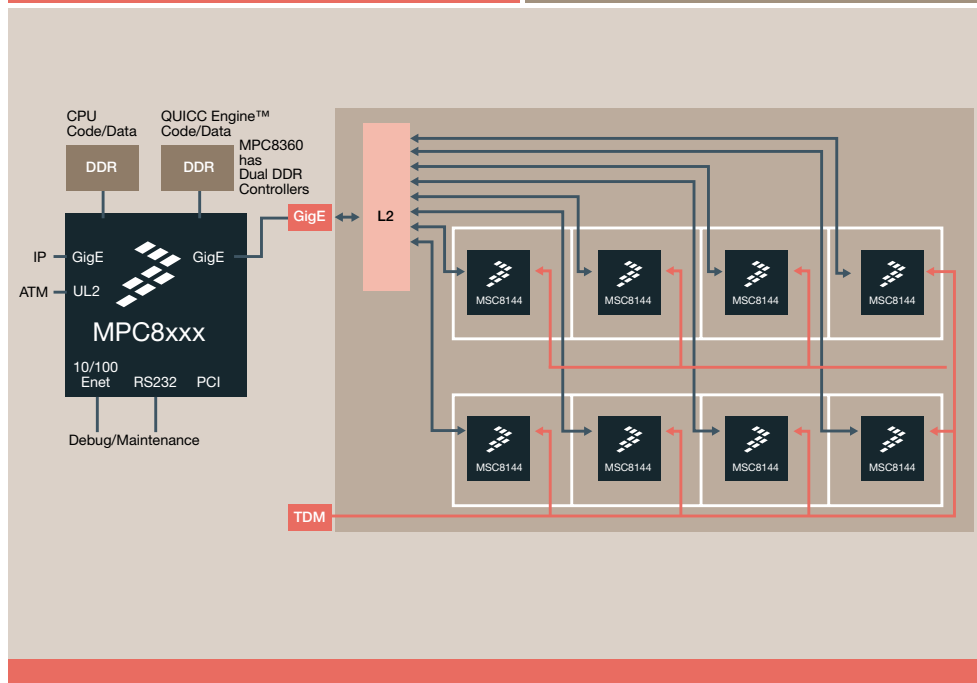 CPU
Code/Data
QUICC Engine™
Code/Data
MPC8360
has
Dual DDR
Controllers
DDR
DDR
GigE
L2
IP
GigE
GigE
ATM
UL2
MPC8xxx
10/100
Enet
RS232
PCI
Debug/Maintenance
MSC8144
MSC8144
MSC8144
MSC8144
MSC8144
MSC8144
MSC8144
MSC8144
TDM